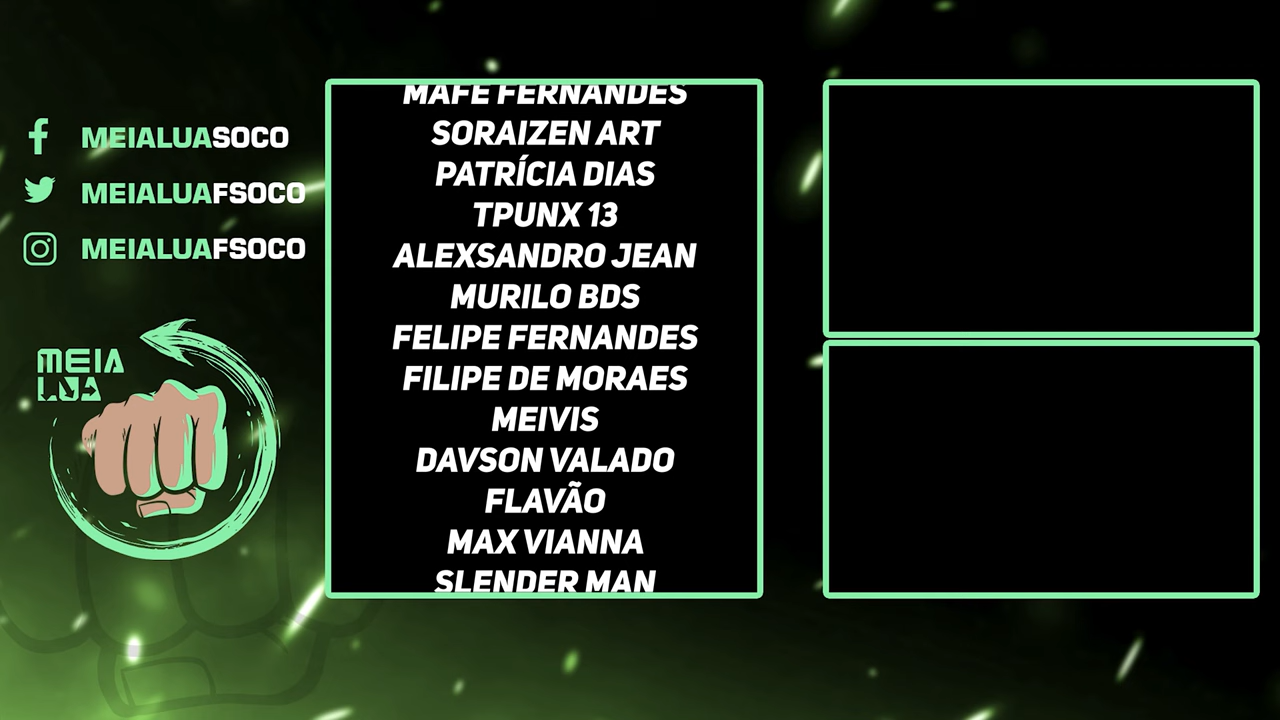 MEIALUASOCO
MEIALUAFSOCO
MEIALUAFSOCO
MEIA
LUA
MAFE FERNANDES
SORAIZEN ART
PATRÍCIA DIAS
TPUNX 13
ALEXSANDRO JEAN
MURILO BDS
FELIPE FERNANDES
FILIPE DE MORAES
MEIVIS
DAVSON VALADO
FLAVÃO
MAX VIANNA
SLENDER MAN